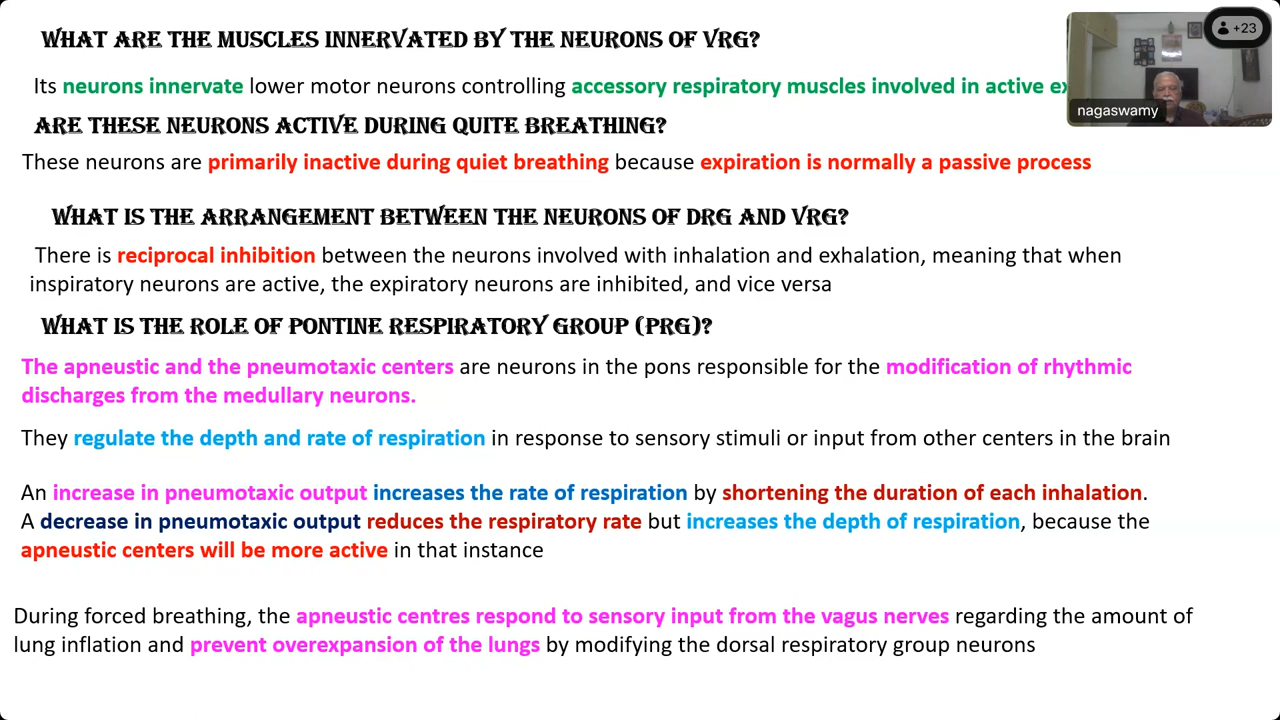 WHAT ARE THE MUSCLES INNERVATED BY THE NEURONS OF VRG?
+23
Its neurons innervate lower motor neurons controlling accessory respiratory muscles involved in active
nagaswamy
ARE THESE NEURONS ACTIVE DURING QUITE BREATHING?
These neurons are primarily inactive during quiet breathing because expiration is normally a passive process
WHAT IS THE ARRANGEMENT BETWEEN THE NEURONS OF DRG AND VRG?
There is reciprocal inhibition between the neurons involved with inhalation and exhalation, meaning that when
inspiratory neurons are active, the expiratory neurons are inhibited, and vice versa
WHAT IS THE ROLE OF PONTINE RESPIRATORY GROUP (PRG)?
The apneustic and the pneumotaxic centers are neurons in the pons responsible for the modification of rhythmic
discharges from the medullary neurons.
They regulate the depth and rate of respiration in response to sensory stimuli or input from other centers in the brain
An increase in pneumotaxic output increases the rate of respiration by shortening the duration of each inhalation.
A decrease in pneumotaxic output reduces the respiratory rate but increases the depth of respiration, because the
apneustic centers will be more active in that instance
During forced breathing, the apneustic centres respond to sensory input from the vagus nerves regarding the amount of
lung inflation and prevent overexpansion of the lungs by modifying the dorsal respiratory group neurons